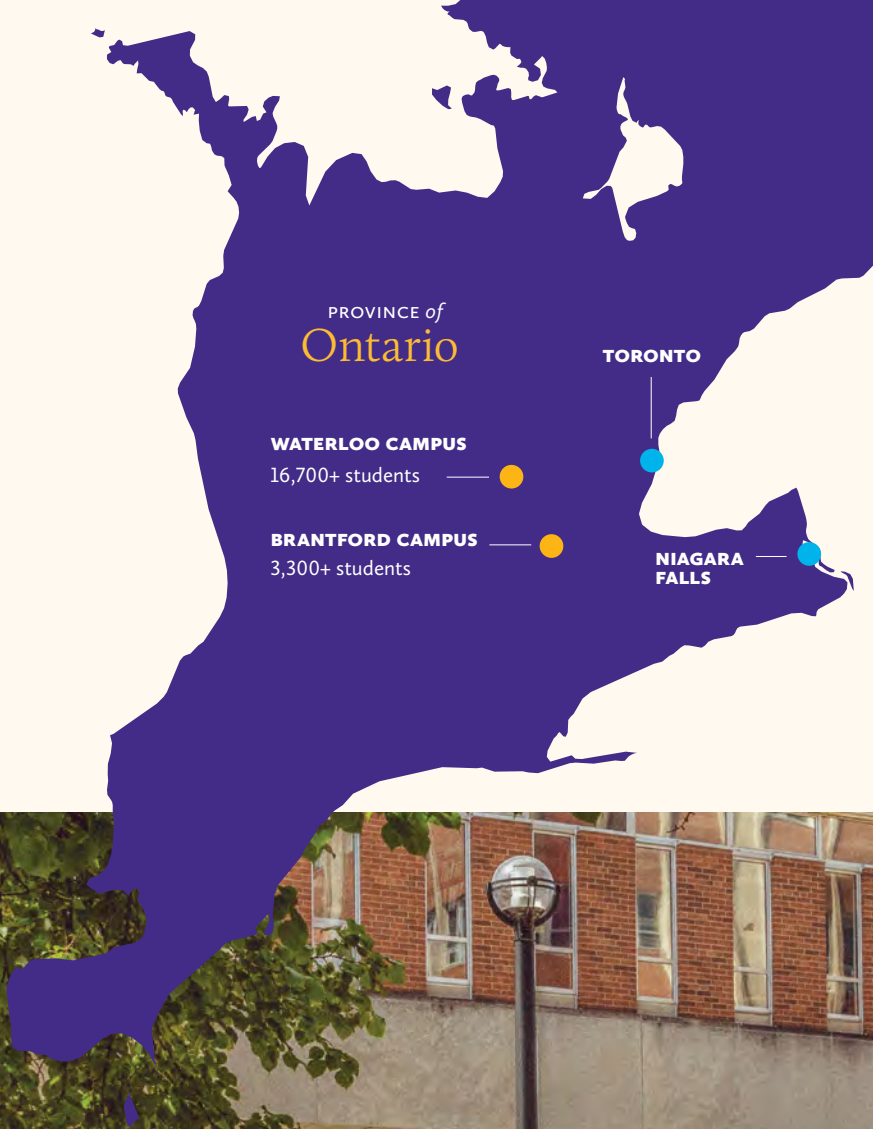 PROVINCE of
Ontario
TORONTO
WATERLOO CAMPUS
16,700+ students
BRANTFORD CAMPUS
3,300+ students
NIAGARA
FALLS